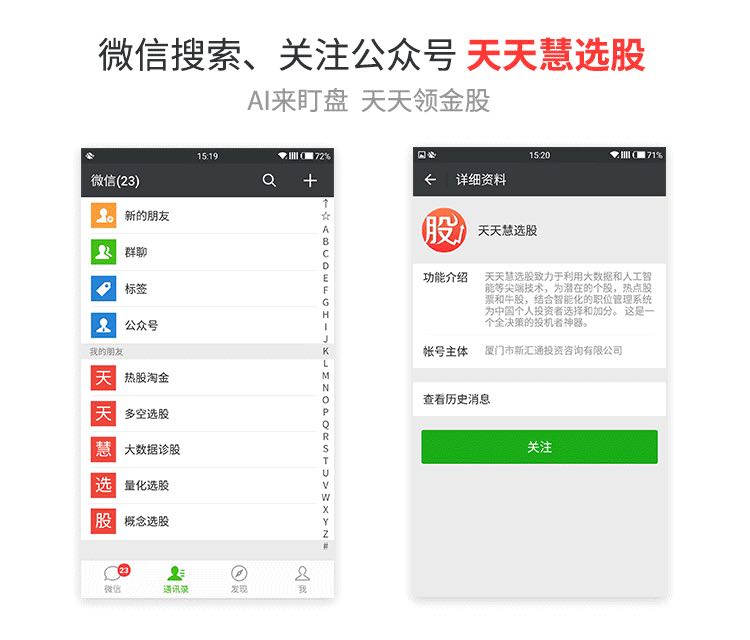 微信搜索、关注公众号 天天慧选股
AI来盯盘 天天领金股
15:19
72%
微信(23)
新的朋友
群聊
标签
公众号
我的朋友
天 热股淘金
天 多空选股
慧 大数据诊股
选 量化选股
股 概念选股
↑
☆
A
B
C
D
E
F
G
H
I
J
K
L
M
N
O
P
Q
R
S
T
U
V
W
X
Y
Z
#
23
微信
通讯录
发现
我
15:20
71%
详细资料
股
天天慧选股
功能介绍
天天慧选股致力于利用大数据和人工智
能等尖端技术，为潜在的个股，热点股
票和牛股，结合智能化的职位管理系统
为中国个人投资者选择和加分。 这是一
个全决策的投机者神器。
帐号主体 厦门市新汇通投资咨询有限公司
查看历史消息
关注